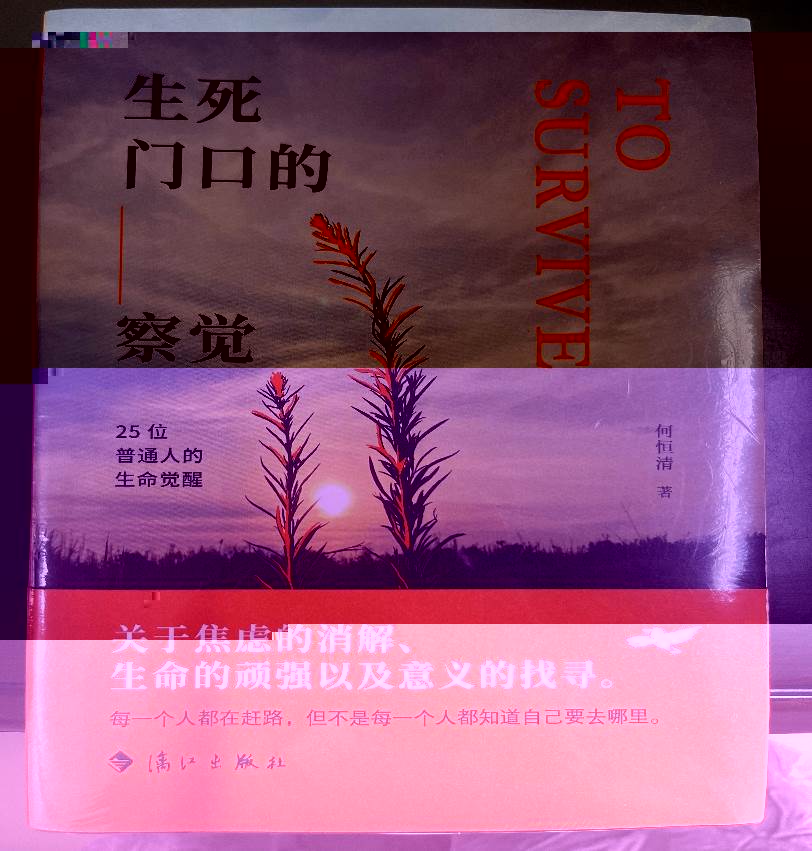 生死
门口的
察觉
TO
SURVIVE
25 位
普通人的
生命觉醒
何恒清 著
关于焦虑的消解、
生命的顽强以及意义的找寻。
每一个人都在赶路，但不是每一个人都知道自己要去哪里。
漓江出版社